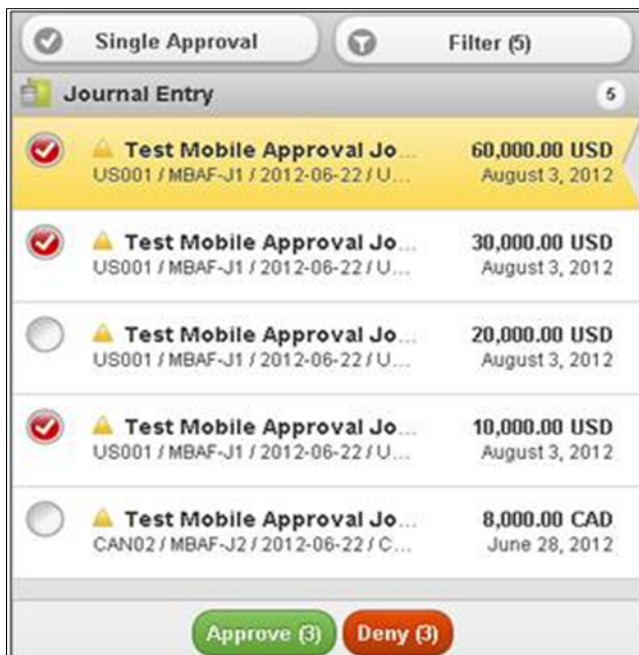 Single Approval
Filter (5)
Journal Entry
5
Test Mobile Approval Jo... 60,000.00 USD
US001 / MBAF-J1 / 2012-06-22 / U... August 3, 2012
Test Mobile Approval Jo... 30,000.00 USD
US001 / MBAF-J1 / 2012-06-22 / U... August 3, 2012
Test Mobile Approval Jo... 20,000.00 USD
US001 / MBAF-J1 / 2012-06-22 / U... August 3, 2012
Test Mobile Approval Jo... 10,000.00 USD
US001 / MBAF-J1 / 2012-06-22 / U... August 3, 2012
Test Mobile Approval Jo... 8,000.00 CAD
CAN02 / MBAF-J2 / 2012-06-22 / C... June 28, 2012
Approve (3)
Deny (3)